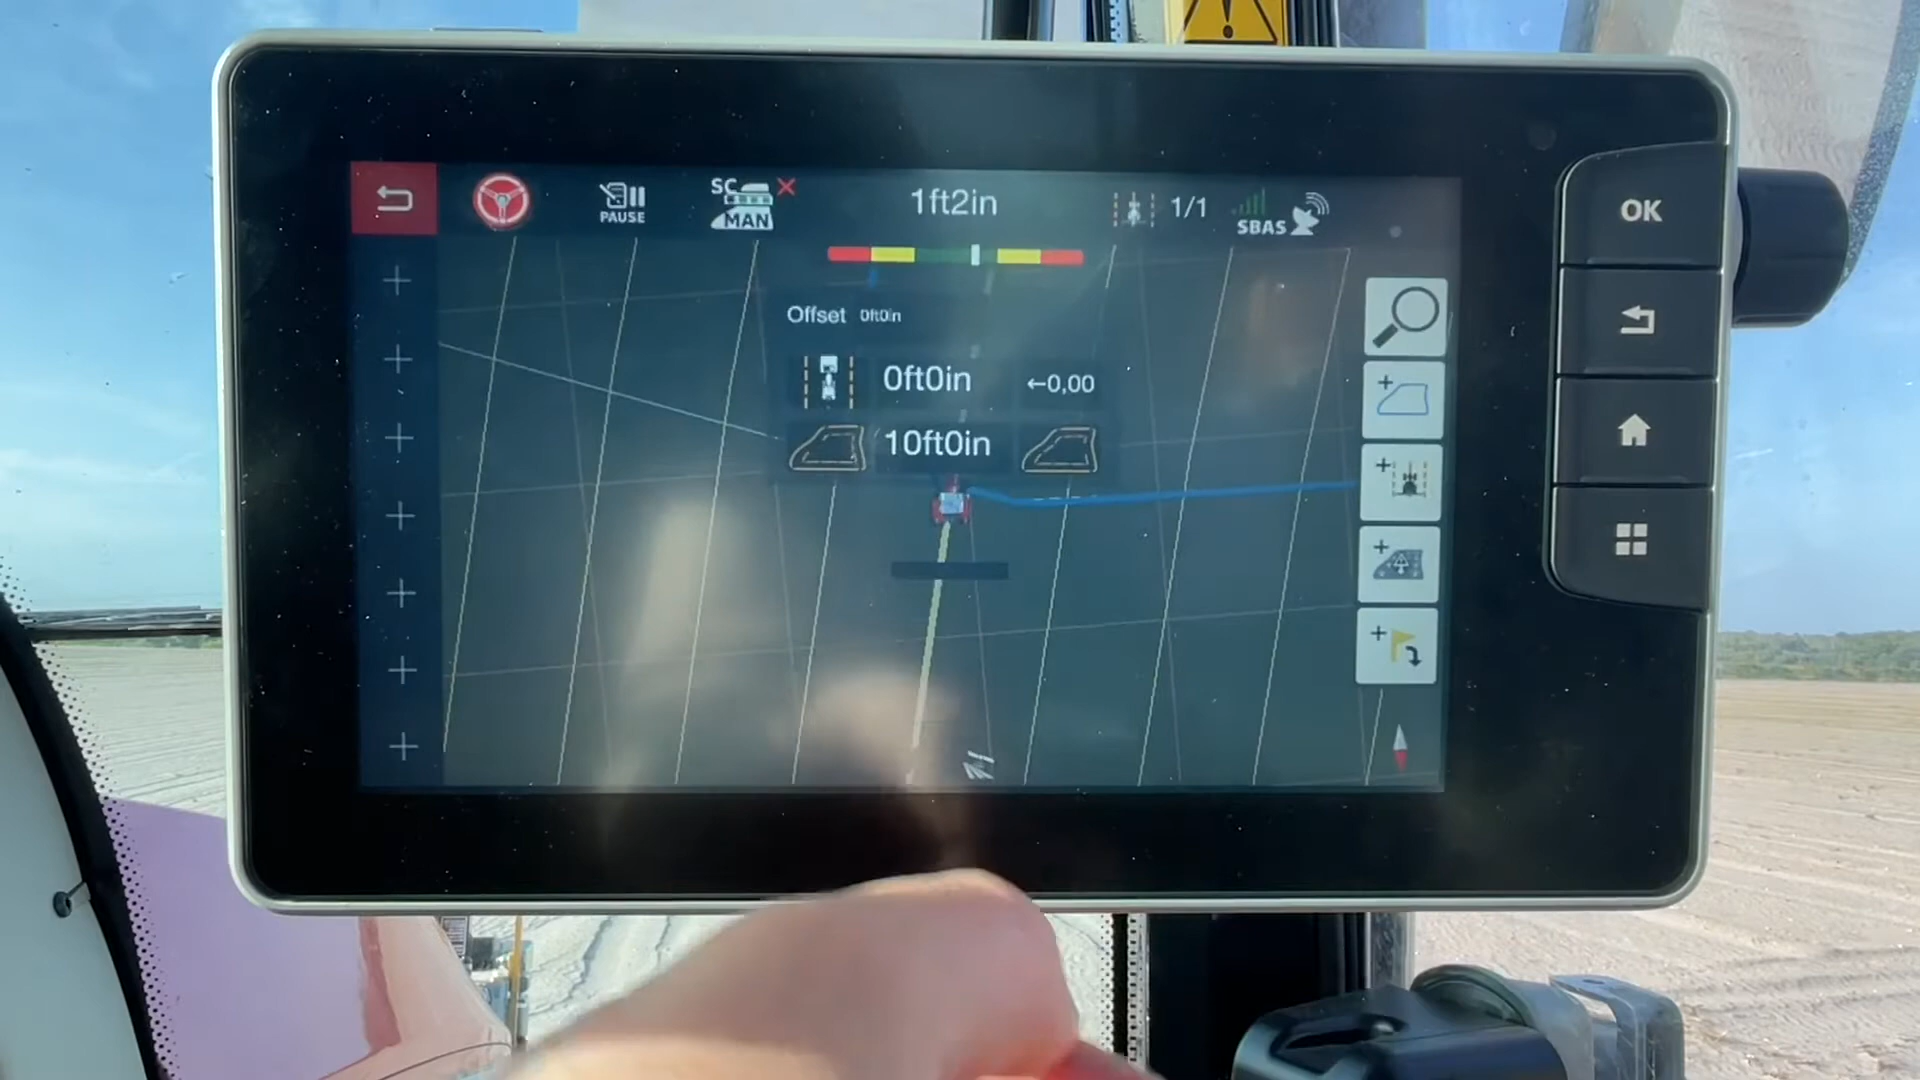 PAUSE
SC
MAN
1ft2in
1/1
SBAS
OK
Offset 0ft0in
0ft0in
←0,00
10ft0in